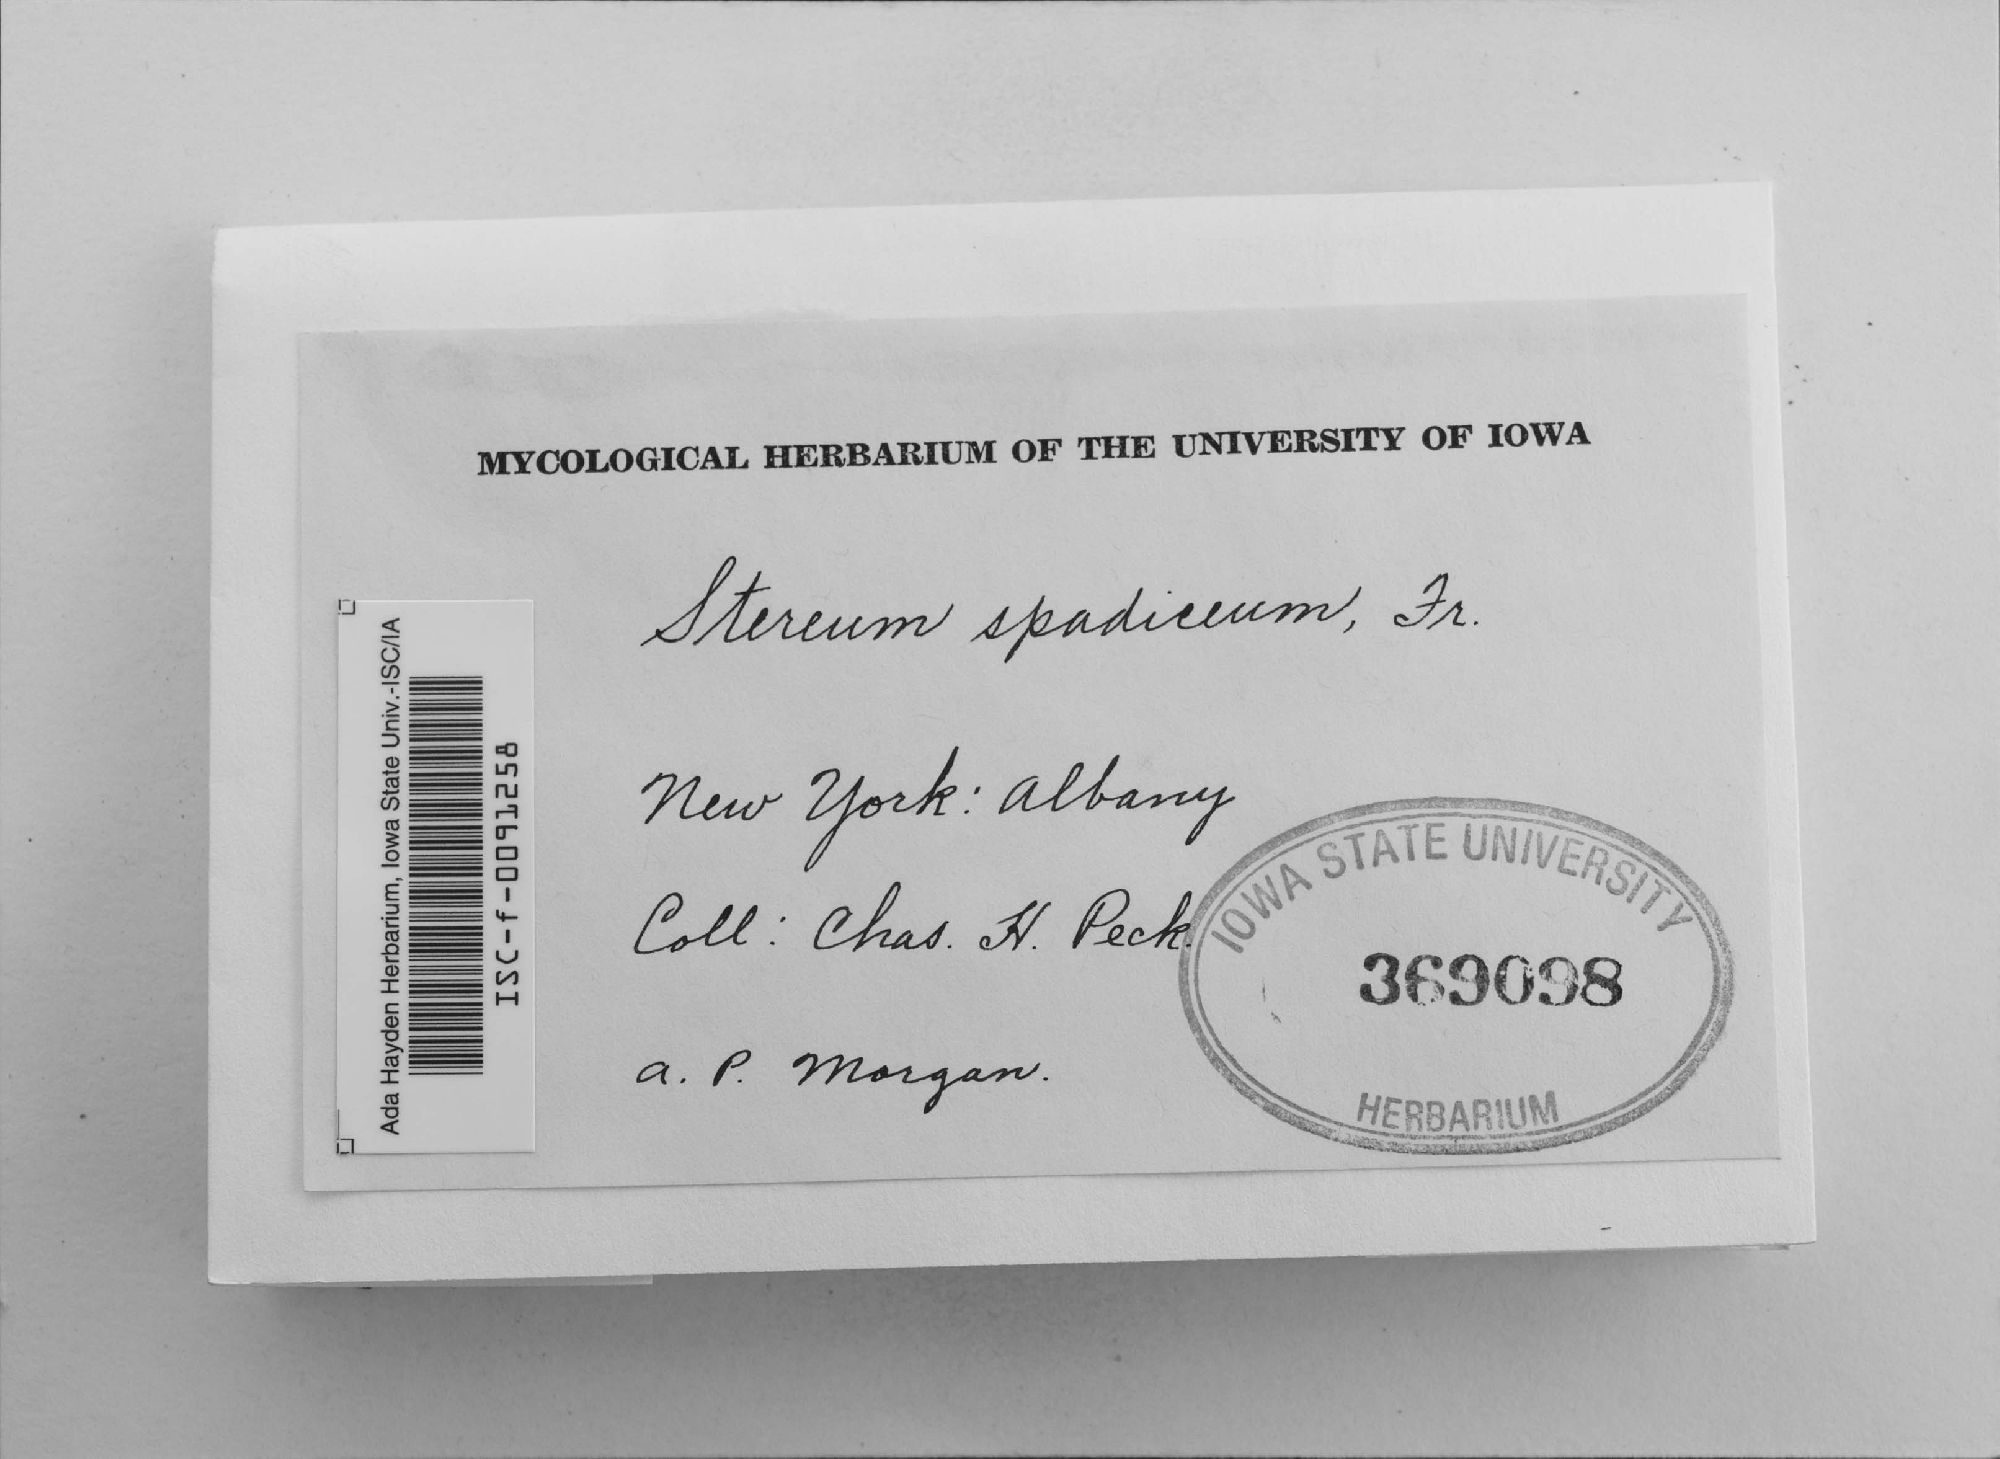 MYCOLOGICAL HERBARIUM OF THE UNIVERSITY OF IOWA
Stereum spadiceum, Fr.
New York: Albany
Coll: Chas. H. Peck.
A. P. Morgan.
Ada Hayden Herbarium, Iowa State Univ.-ISC/IA
ISC-f-0091258
IOWA STATE UNIVERSITY
369098
HERBARIUM